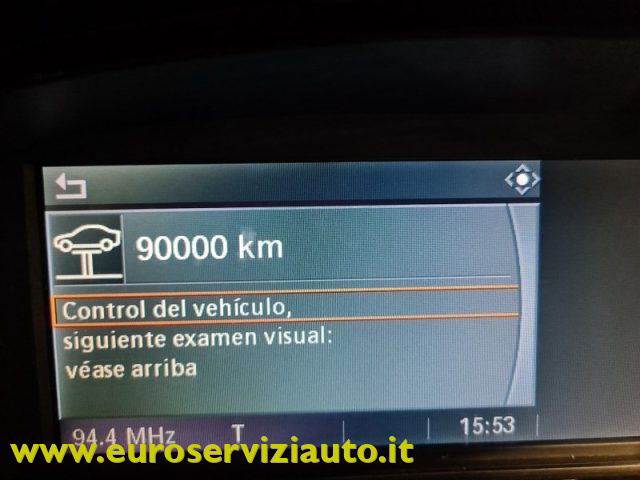 90000 km
Control del vehículo,
siguiente examen visual:
véase arriba
94.4 MHz T 15:53
www.euroserviziauto.it